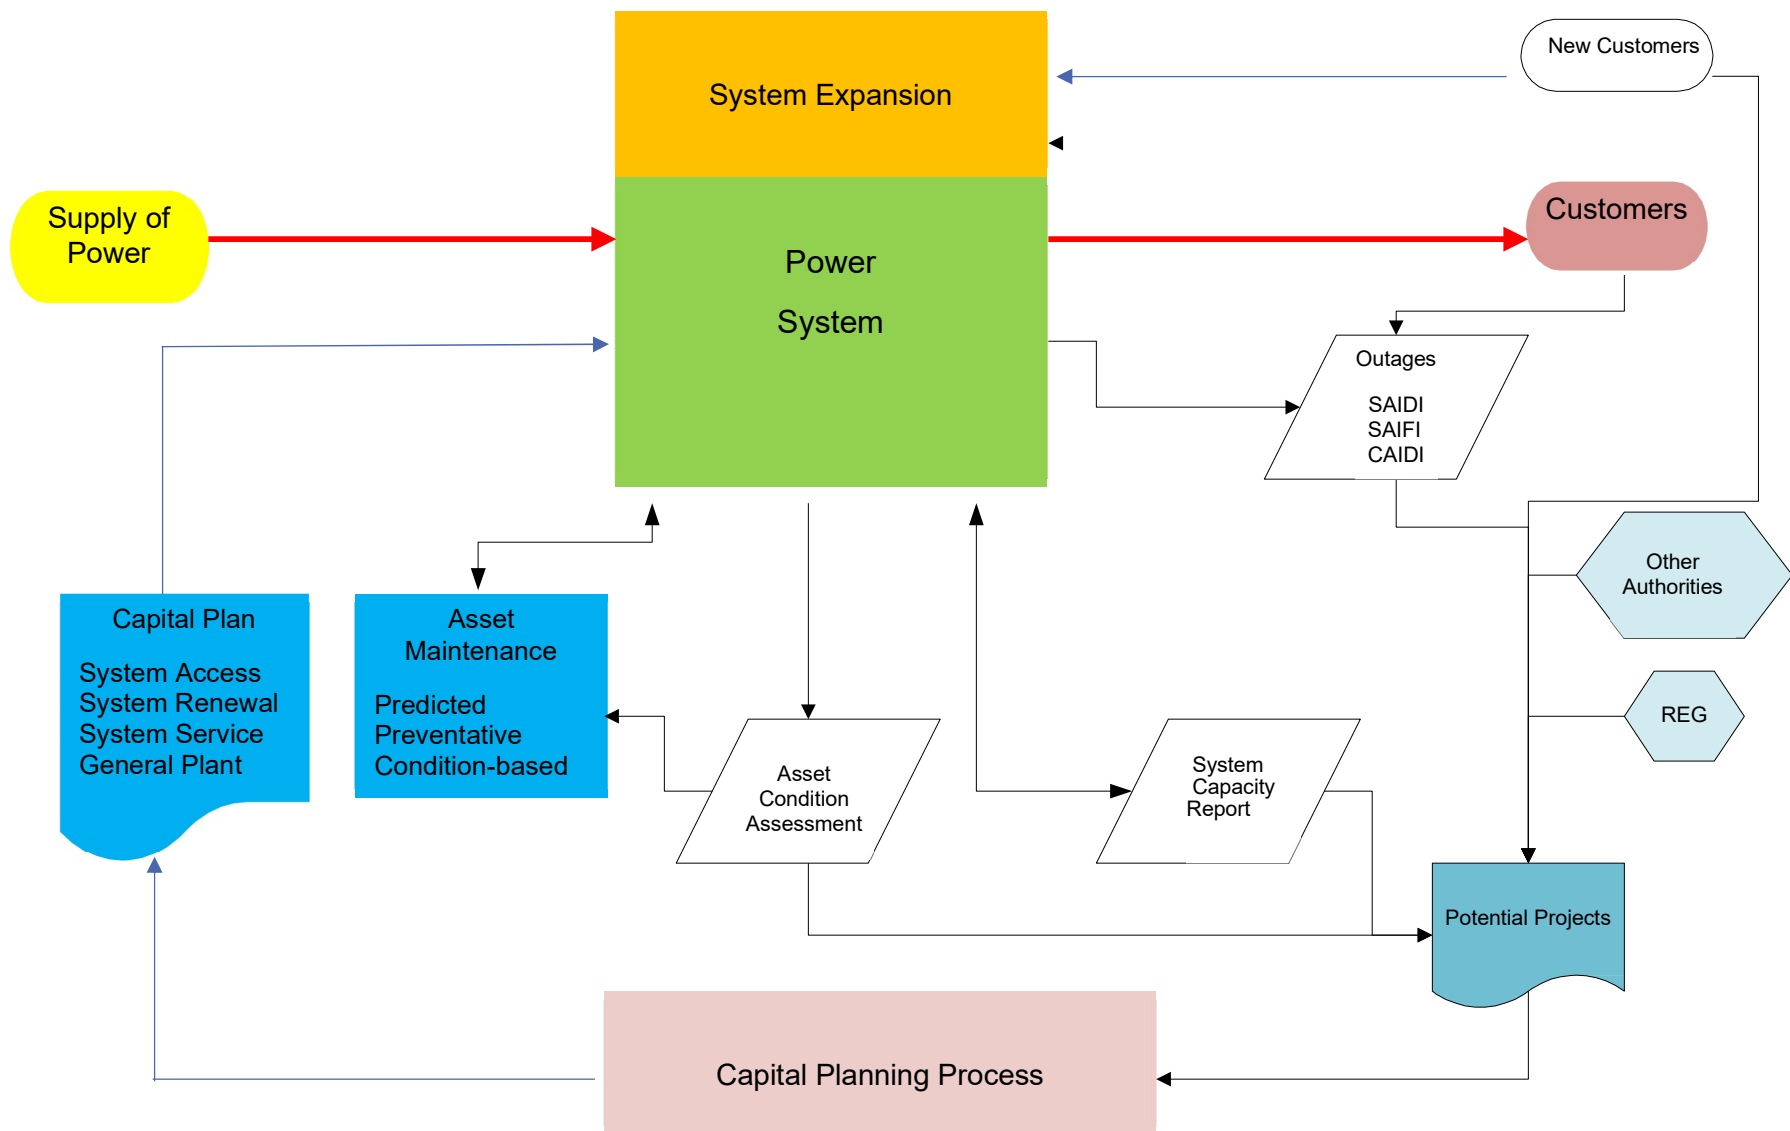 System Expansion
New Customers
Supply of
Power
Power
System
Customers
Outages
SAIDI
SAIFI
CAIDI
Other
Authorities
REG
Capital Plan
System Access
System Renewal
System Service
General Plant
Asset
Maintenance
Predicted
Preventative
Condition-based
Asset
Condition
Assessment
System
Capacity
Report
Potential Projects
Capital Planning Process